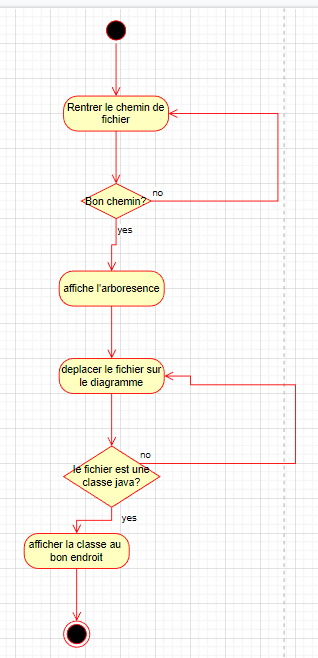 Rentrer le chemin de
fichier
Bon chemin?
no
yes
affiche l'arboresence
deplacer le fichier sur
le diagramme
no
le fichier est une
classe java?
yes
afficher la classe au
bon endroit